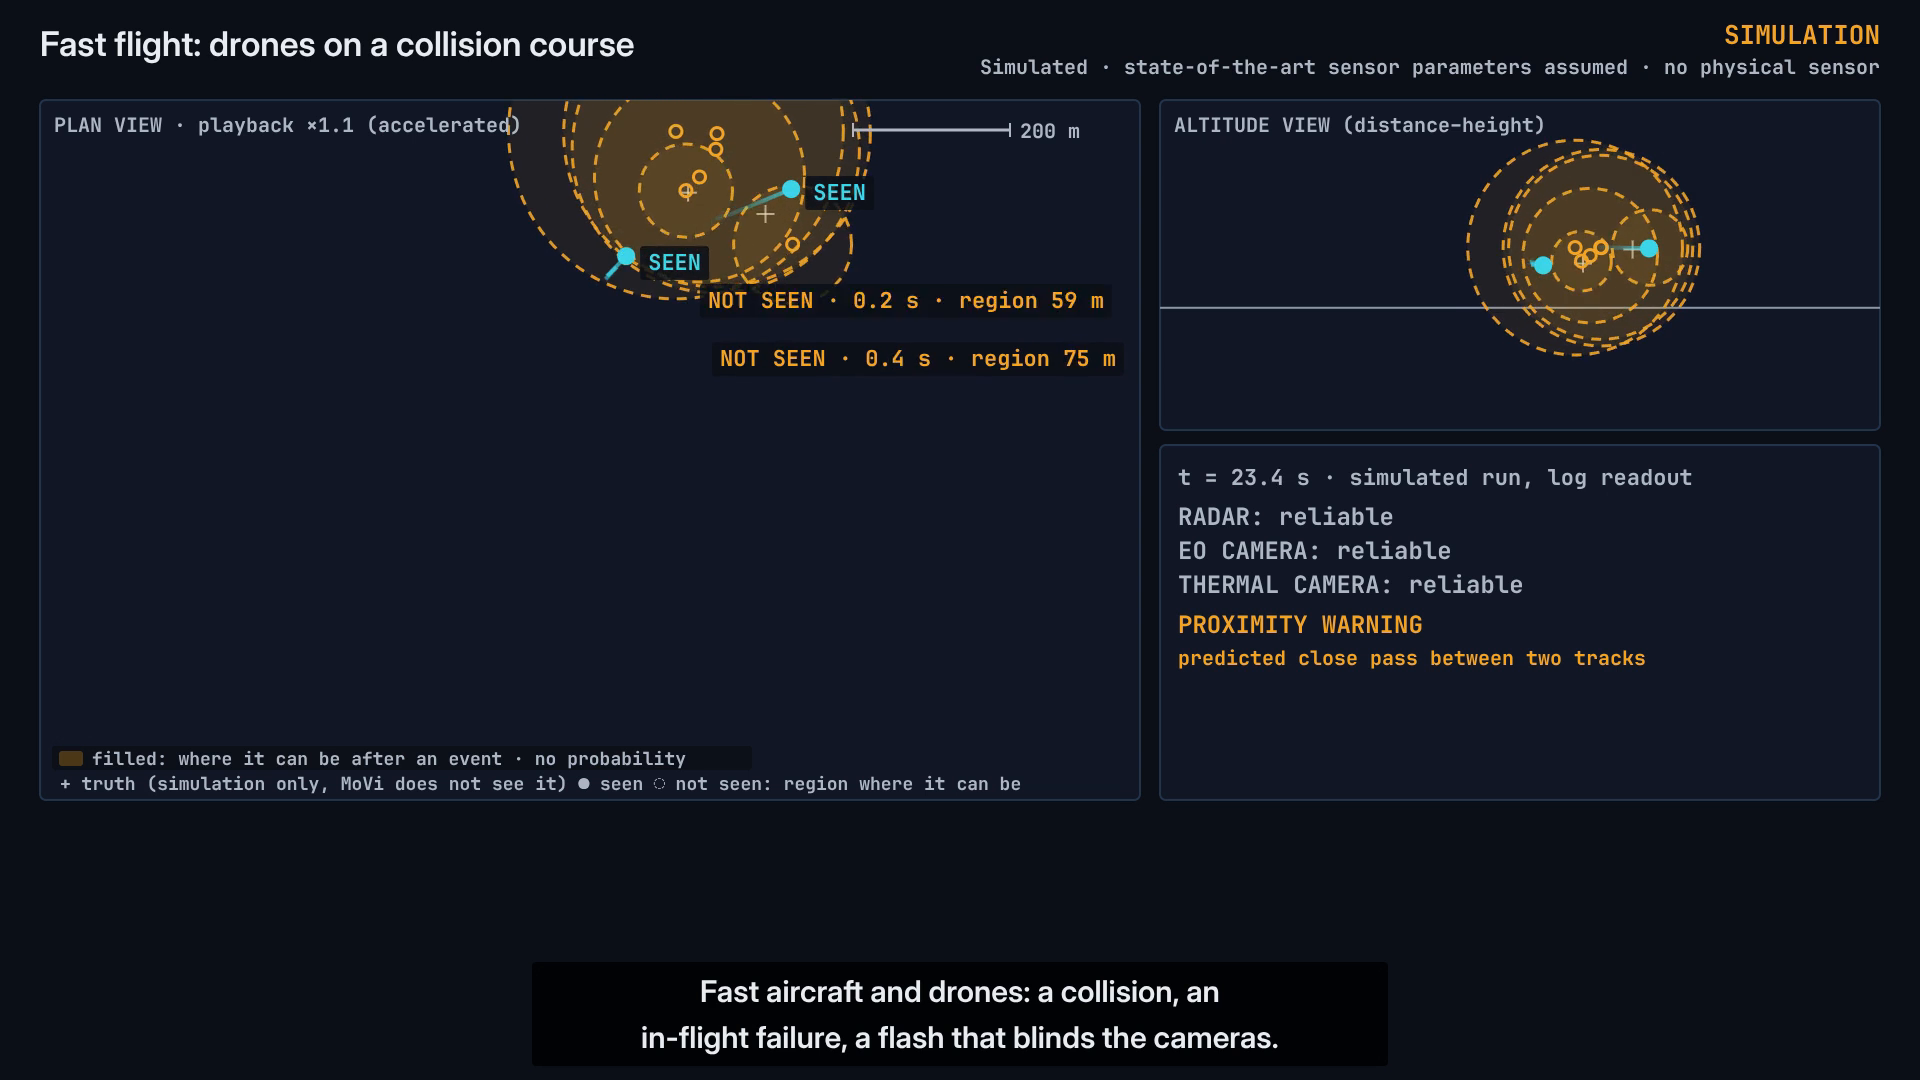 Fast flight: drones on a collision course
SIMULATION
Simulated · state-of-the-art sensor parameters assumed · no physical sensor
PLAN VIEW · playback ×1.1 (accelerated)
200 m
SEEN
SEEN
NOT SEEN · 0.2 s · region 59 m
NOT SEEN · 0.4 s · region 75 m
filled: where it can be after an event · no probability
+ truth (simulation only, MoVi does not see it) ● seen ◌ not seen: region where it can be
ALTITUDE VIEW (distance-height)
t = 23.4 s · simulated run, log readout
RADAR: reliable
EO CAMERA: reliable
THERMAL CAMERA: reliable
PROXIMITY WARNING
predicted close pass between two tracks
Fast aircraft and drones: a collision, an
in-flight failure, a flash that blinds the cameras.